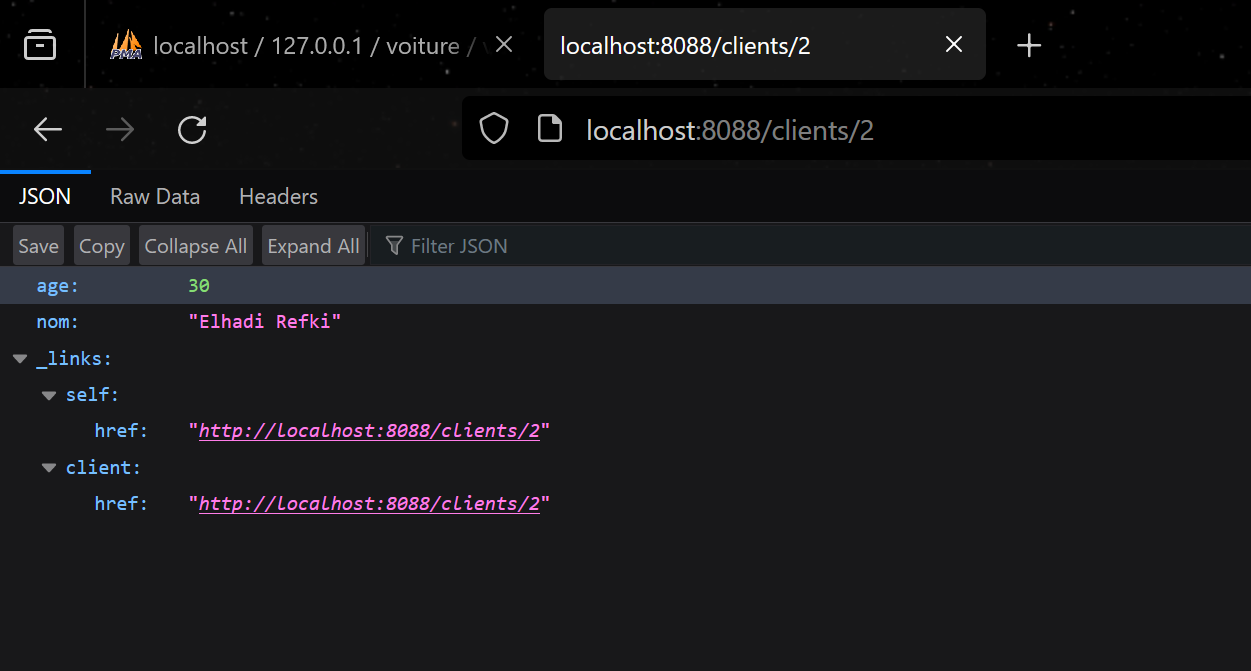 PMA localhost / 127.0.0.1 / voiture /
localhost:8088/clients/2
localhost:8088/clients/2
JSON Raw Data Headers
Save Copy Collapse All Expand All Filter JSON
age: 30
nom: "Elhadi Refki"
_links:
self:
href: "http://localhost:8088/clients/2"
client:
href: "http://localhost:8088/clients/2"